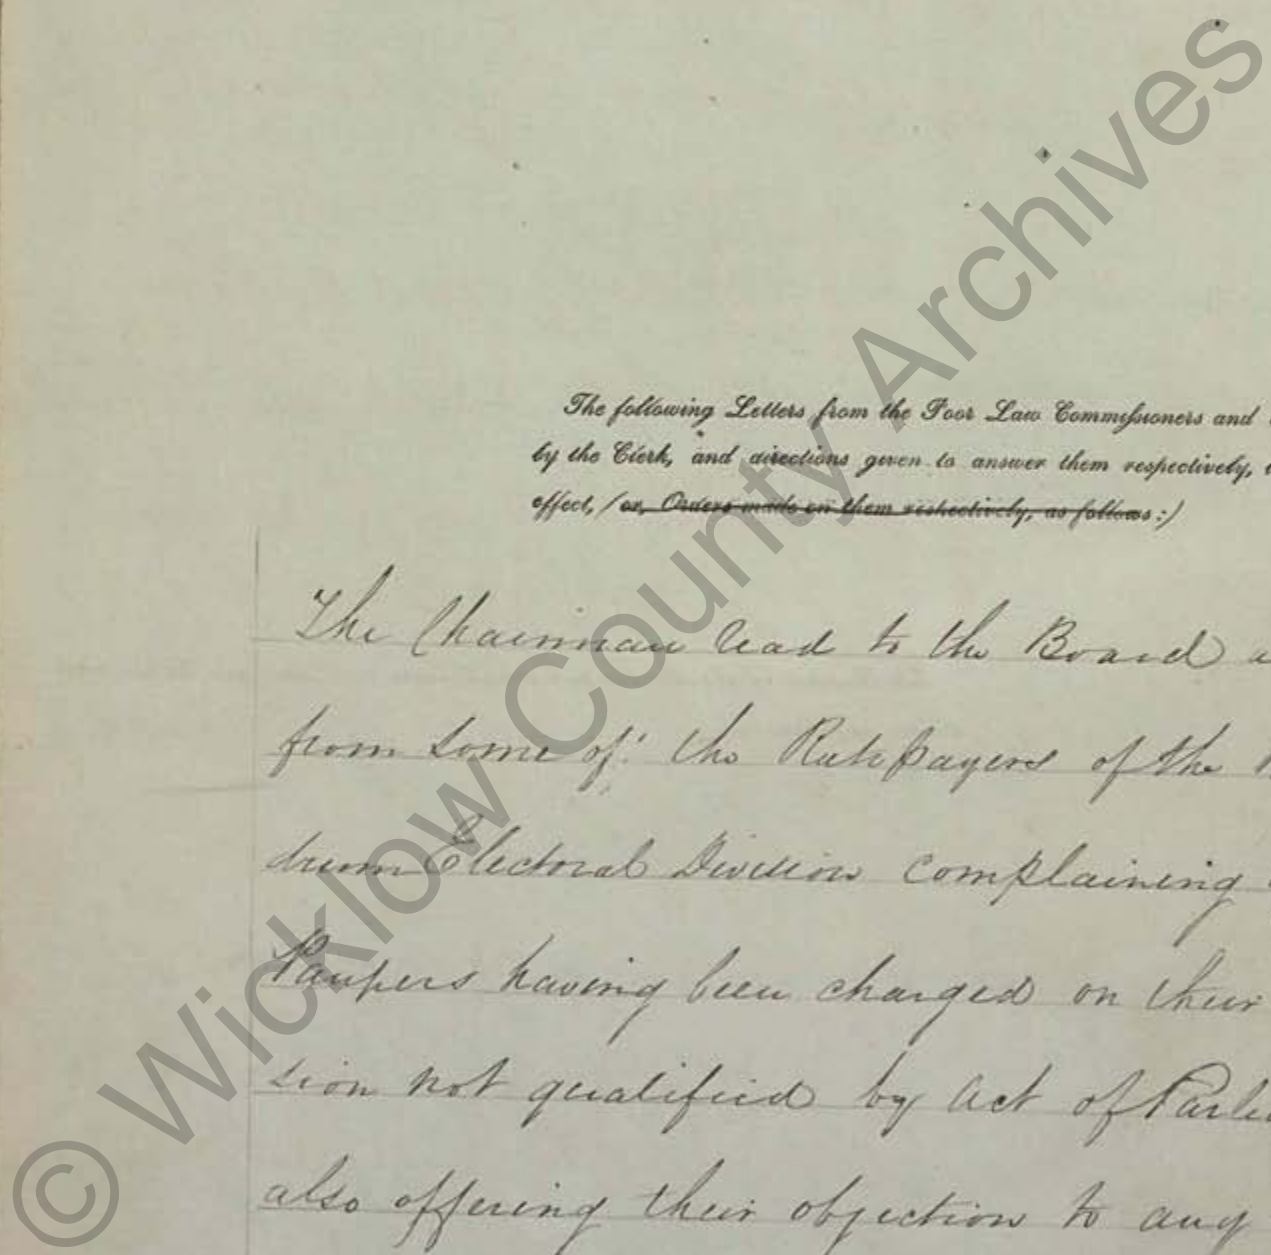 The following Letters from the Poor Law Commissioners and
by the Clerk, and directions given to answer them respectively,
effect, (or, Orders made on them respectively, as follows:)
The Chairman read to the Board a
from some of the Ratepayers of the
drum Electoral Division complaining
Paupers having been charged on their
sion not qualified by Act of Parli
also offering their objection to any
© Wicklow County Archives